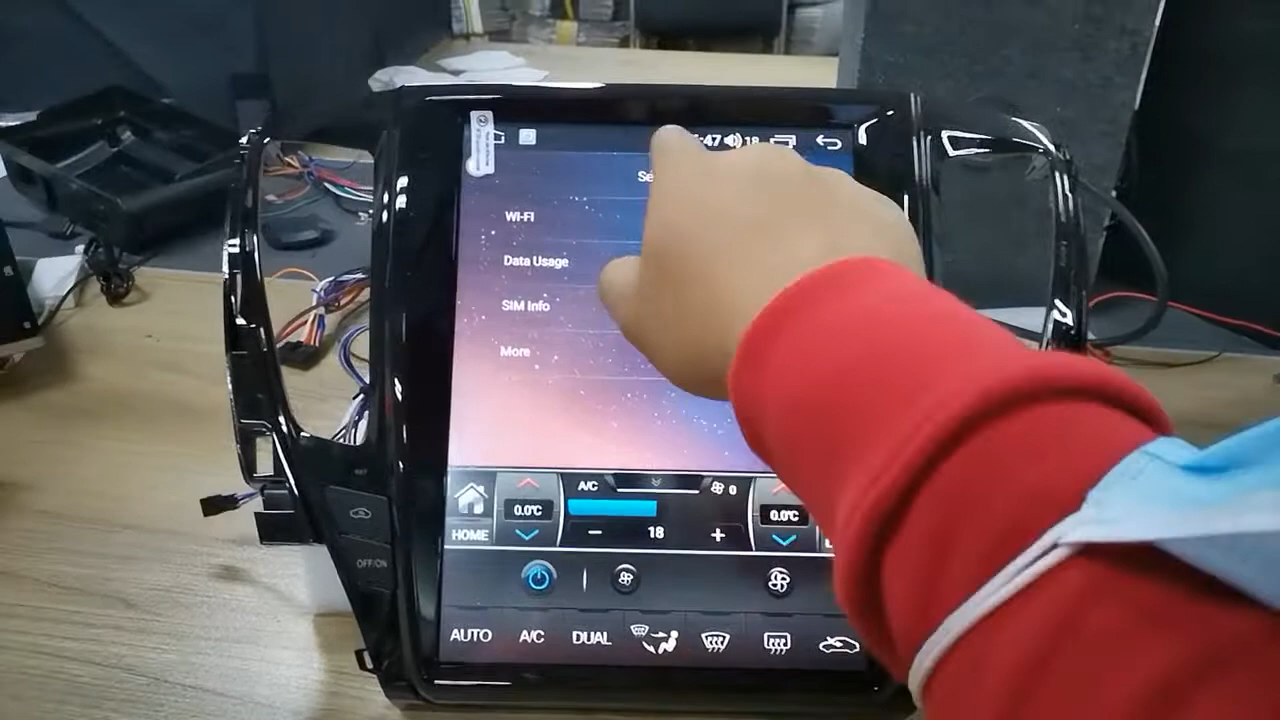 :47 18
Se
WI-FI
Data Usage
SIM Info
More
A/C 0
0.0°C 0.0°C
HOME − 18 +
OFF/ON
AUTO A/C DUAL